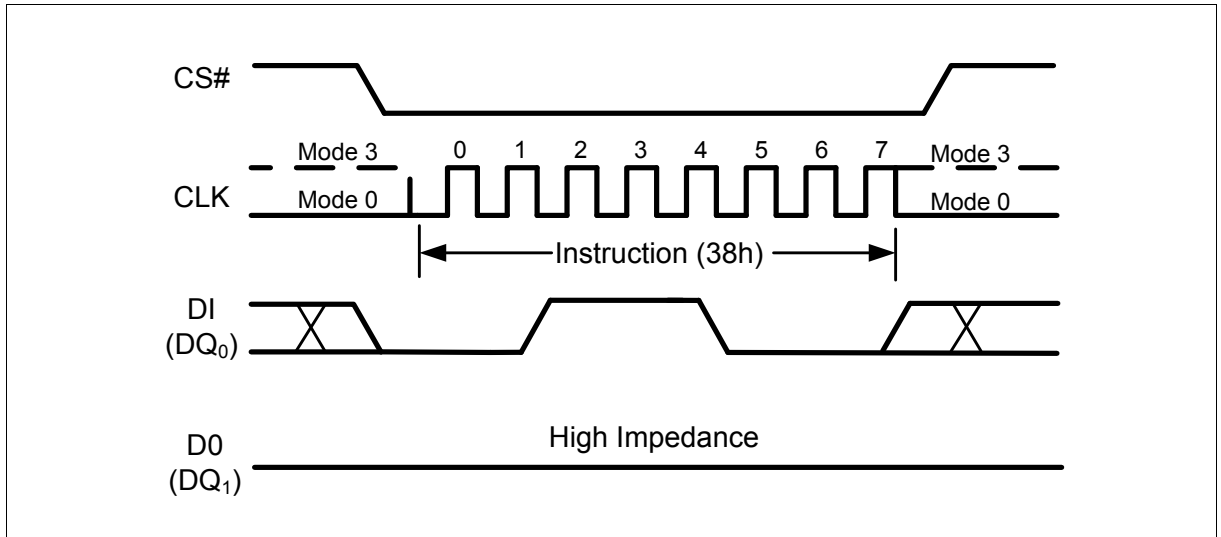 CS#
Mode 3 0 1 2 3 4 5 6 7 Mode 3
CLK
Mode 0 Mode 0
Instruction (38h)
DI
(DQ0)
High Impedance
D0
(DQ1)